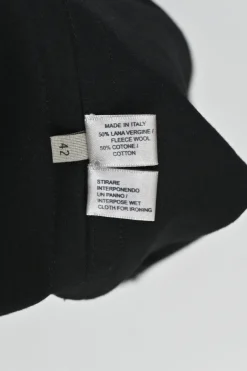 MADE IN ITALY
50% LANA VERGINE /
FLEECE WOOL
50% COTONE /
COTTON
42
STIRARE
INTERPONENDO
UN PANNO /
INTERPOSE WET
CLOTH FOR IRONING